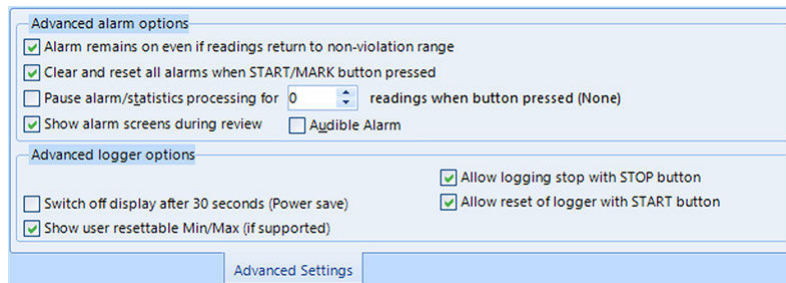 Advanced alarm options
Alarm remains on even if readings return to non-violation range
Clear and reset all alarms when START/MARK button pressed
Pause alarm/statistics processing for 0 readings when button pressed (None)
Show alarm screens during review Audible Alarm
Advanced logger options
Allow logging stop with STOP button
Switch off display after 30 seconds (Power save) Allow reset of logger with START button
Show user resettable Min/Max (if supported)
Advanced Settings